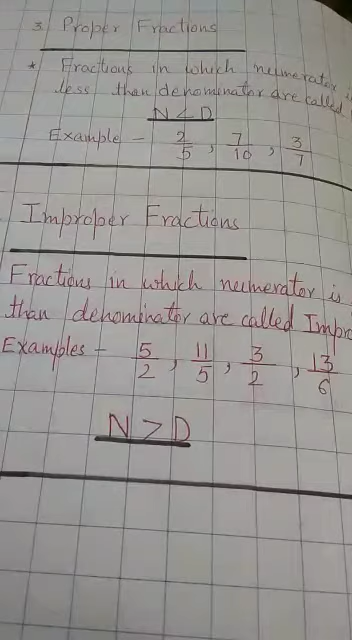 3. Proper Fractions
* Fractions in which numerator
less than denominator are called
N < D
Example - 2/5, 7/10, 3/7
Improper Fractions
Fractions in which numerator is
than denominator are called Impro
Examples - 5/2, 11/5, 3/2, 13/6
N > D